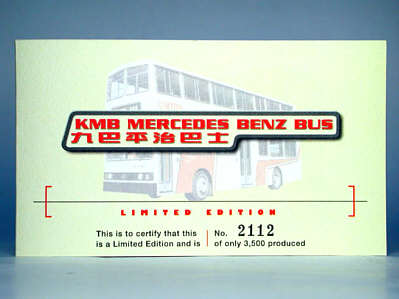 KMB MERCEDES BENZ BUS
九巴平治巴士
LIMITED EDITION
This is to certify that this
is a Limited Edition and is
No. 2112
of only 3,500 produced